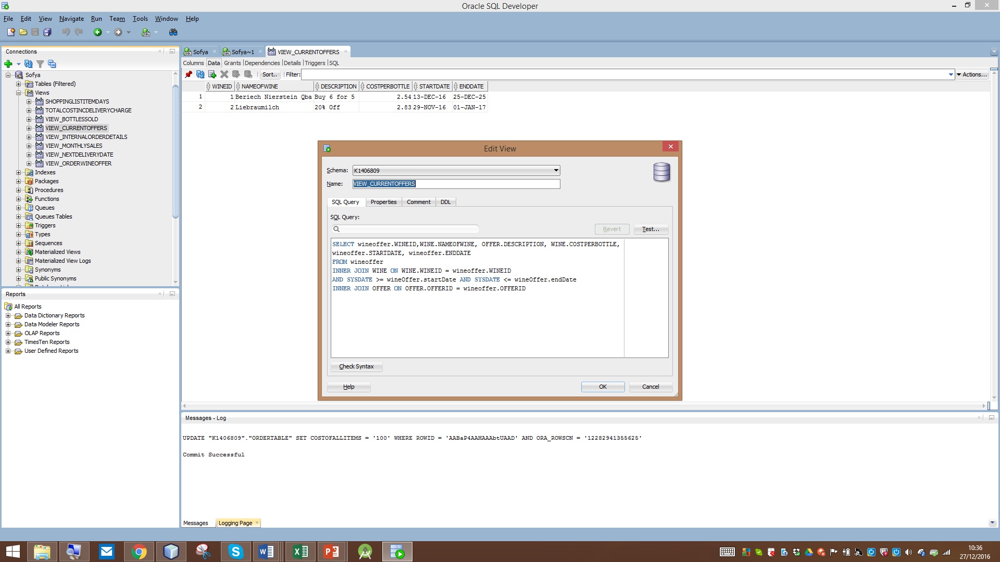 Oracle SQL Developer
File Edit View Navigate Run Team Tools Window Help
Connections
Sofya
Tables (Filtered)
Views
SHOPPINGLISTITEMDAYS
TOTALCOSTINCDELIVERYCHARGE
VIEW_BOTTLESSOLD
VIEW_CURRENTOFFERS
VIEW_INTERNALORDERDETAILS
VIEW_MONTHLYSALES
VIEW_NEXTDELIVERYDATE
VIEW_ORDERWINEOFFER
Indexes
Packages
Procedures
Functions
Queues
Queues Tables
Triggers
Types
Sequences
Materialized Views
Materialized View Logs
Synonyms
Public Synonyms
Reports
All Reports
Data Dictionary Reports
Data Modeler Reports
OLAP Reports
TimesTen Reports
User Defined Reports
Sofya Sofya~1 VIEW_CURRENTOFFERS
Columns Data Grants Dependencies Details Triggers SQL
Sort.. Filter: Actions...
WINEID NAMEOFWINE DESCRIPTION COSTPERBOTTLE STARTDATE ENDDATE
1 1 Beriech Nierstein Qba Buy 6 for 5 2.54 13-DEC-16 25-DEC-25
2 2 Liebraumilch 20% Off 2.83 29-NOV-16 01-JAN-17
Edit View
Schema: K1406809
Name: VIEW_CURRENTOFFERS
SQL Query Properties Comment DDL
SQL Query:
Revert Test...
SELECT wineoffer.WINEID,WINE.NAMEOFWINE, OFFER.DESCRIPTION, WINE.COSTPERBOTTLE,
wineoffer.STARTDATE, wineoffer.ENDDATE
FROM wineoffer
INNER JOIN WINE ON WINE.WINEID = wineoffer.WINEID
AND SYSDATE >= wineOffer.startDate AND SYSDATE <= wineOffer.endDate
INNER JOIN OFFER ON OFFER.OFFERID = wineoffer.OFFERID
Check Syntax
Help OK Cancel
Messages - Log
UPDATE "K1406809"."ORDERTABLE" SET COSTOFALLITEMS = '100' WHERE ROWID = 'AABaP4AAHAAAbtUAAD' AND ORA_ROWSCN = '12282941355625'
Commit Successful
Messages Logging Page
10:36
27/12/2016